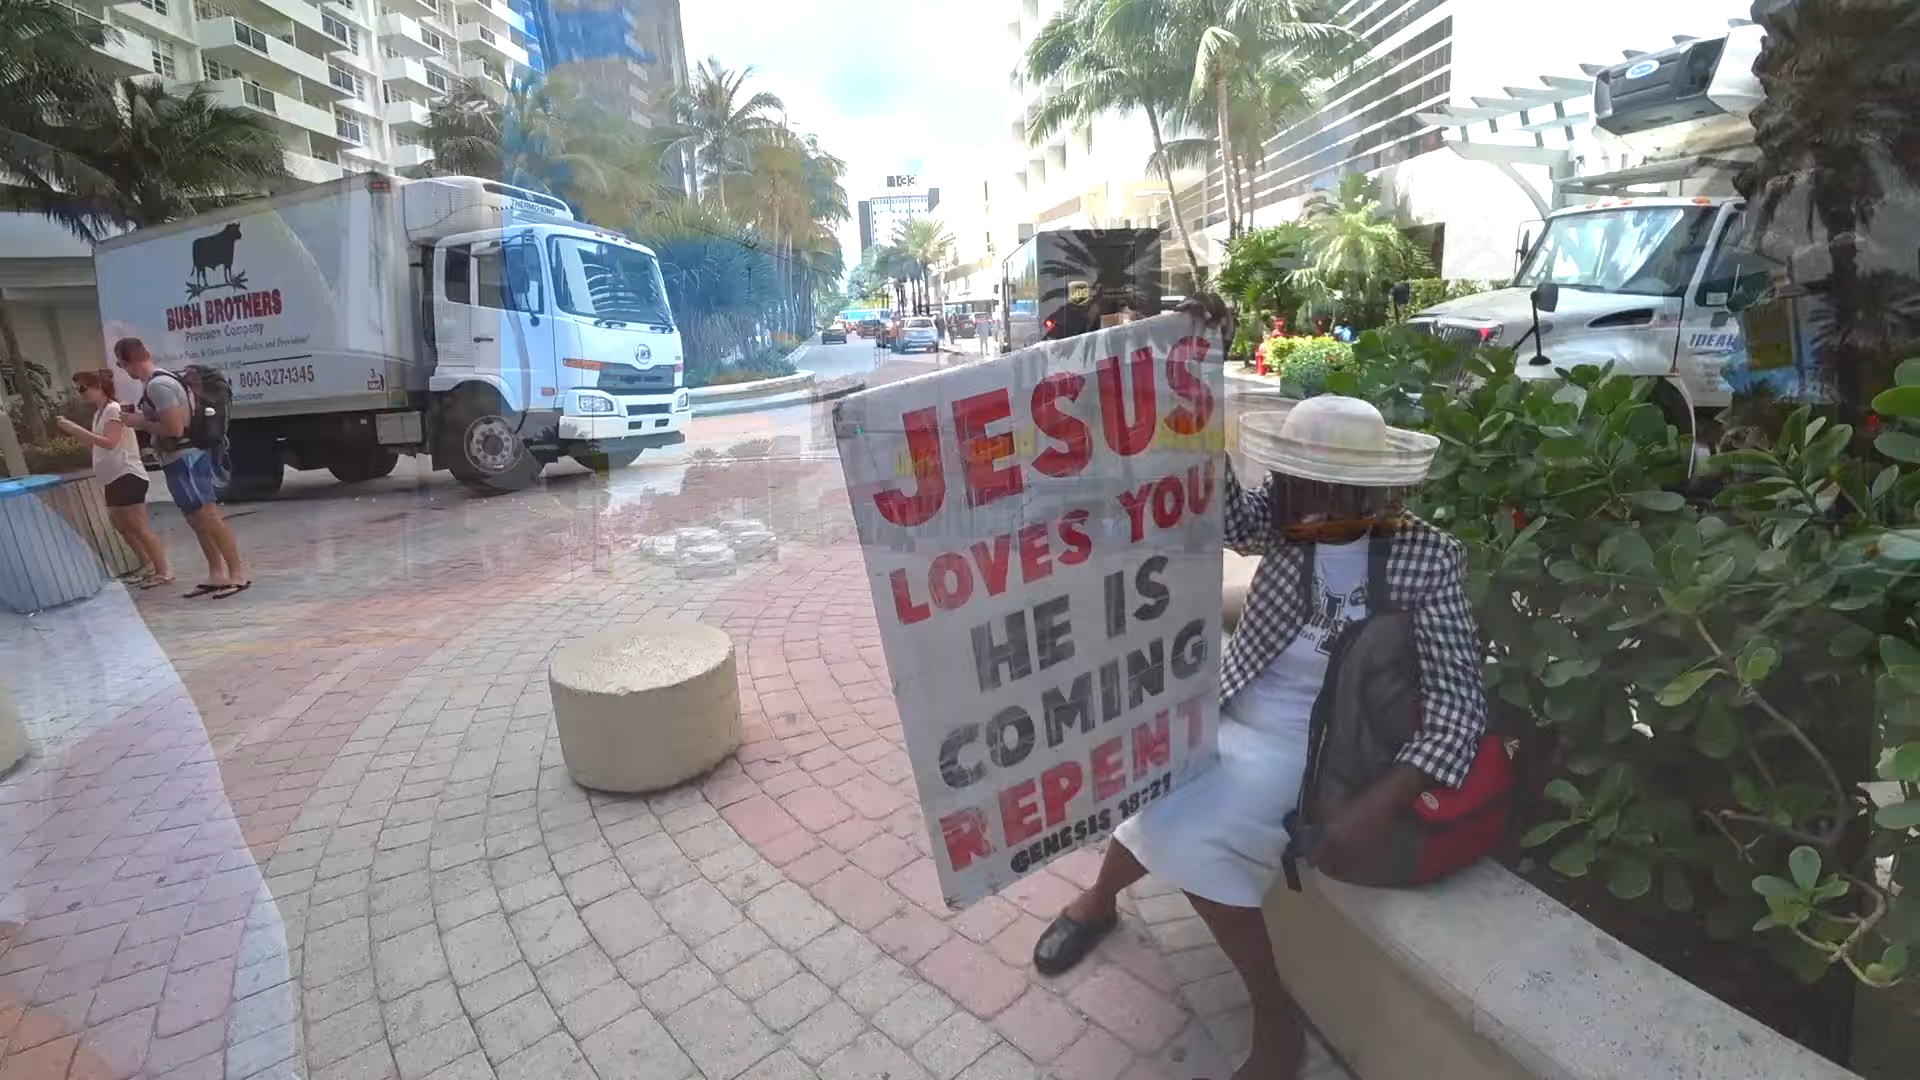 THERMO KING
BUSH BROTHERS
Provision Company
800-327-1345
ups
JESUS
LOVES YOU
HE IS
COMING
REPENT
GENESIS 18:21
IDEAL